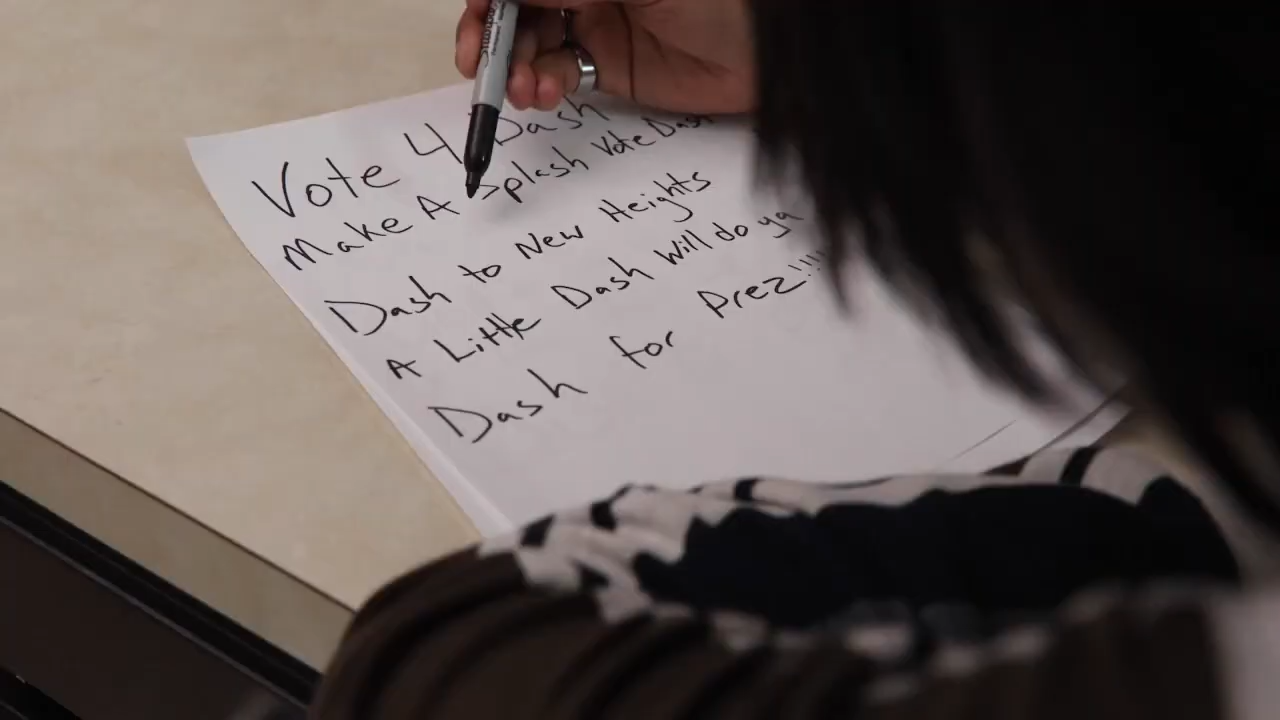 Vote 4 Dash
Make A Splash Vote Dash
Dash to New Heights
A Little Dash Will do ya
Dash for Prez!!!!
Sharpie